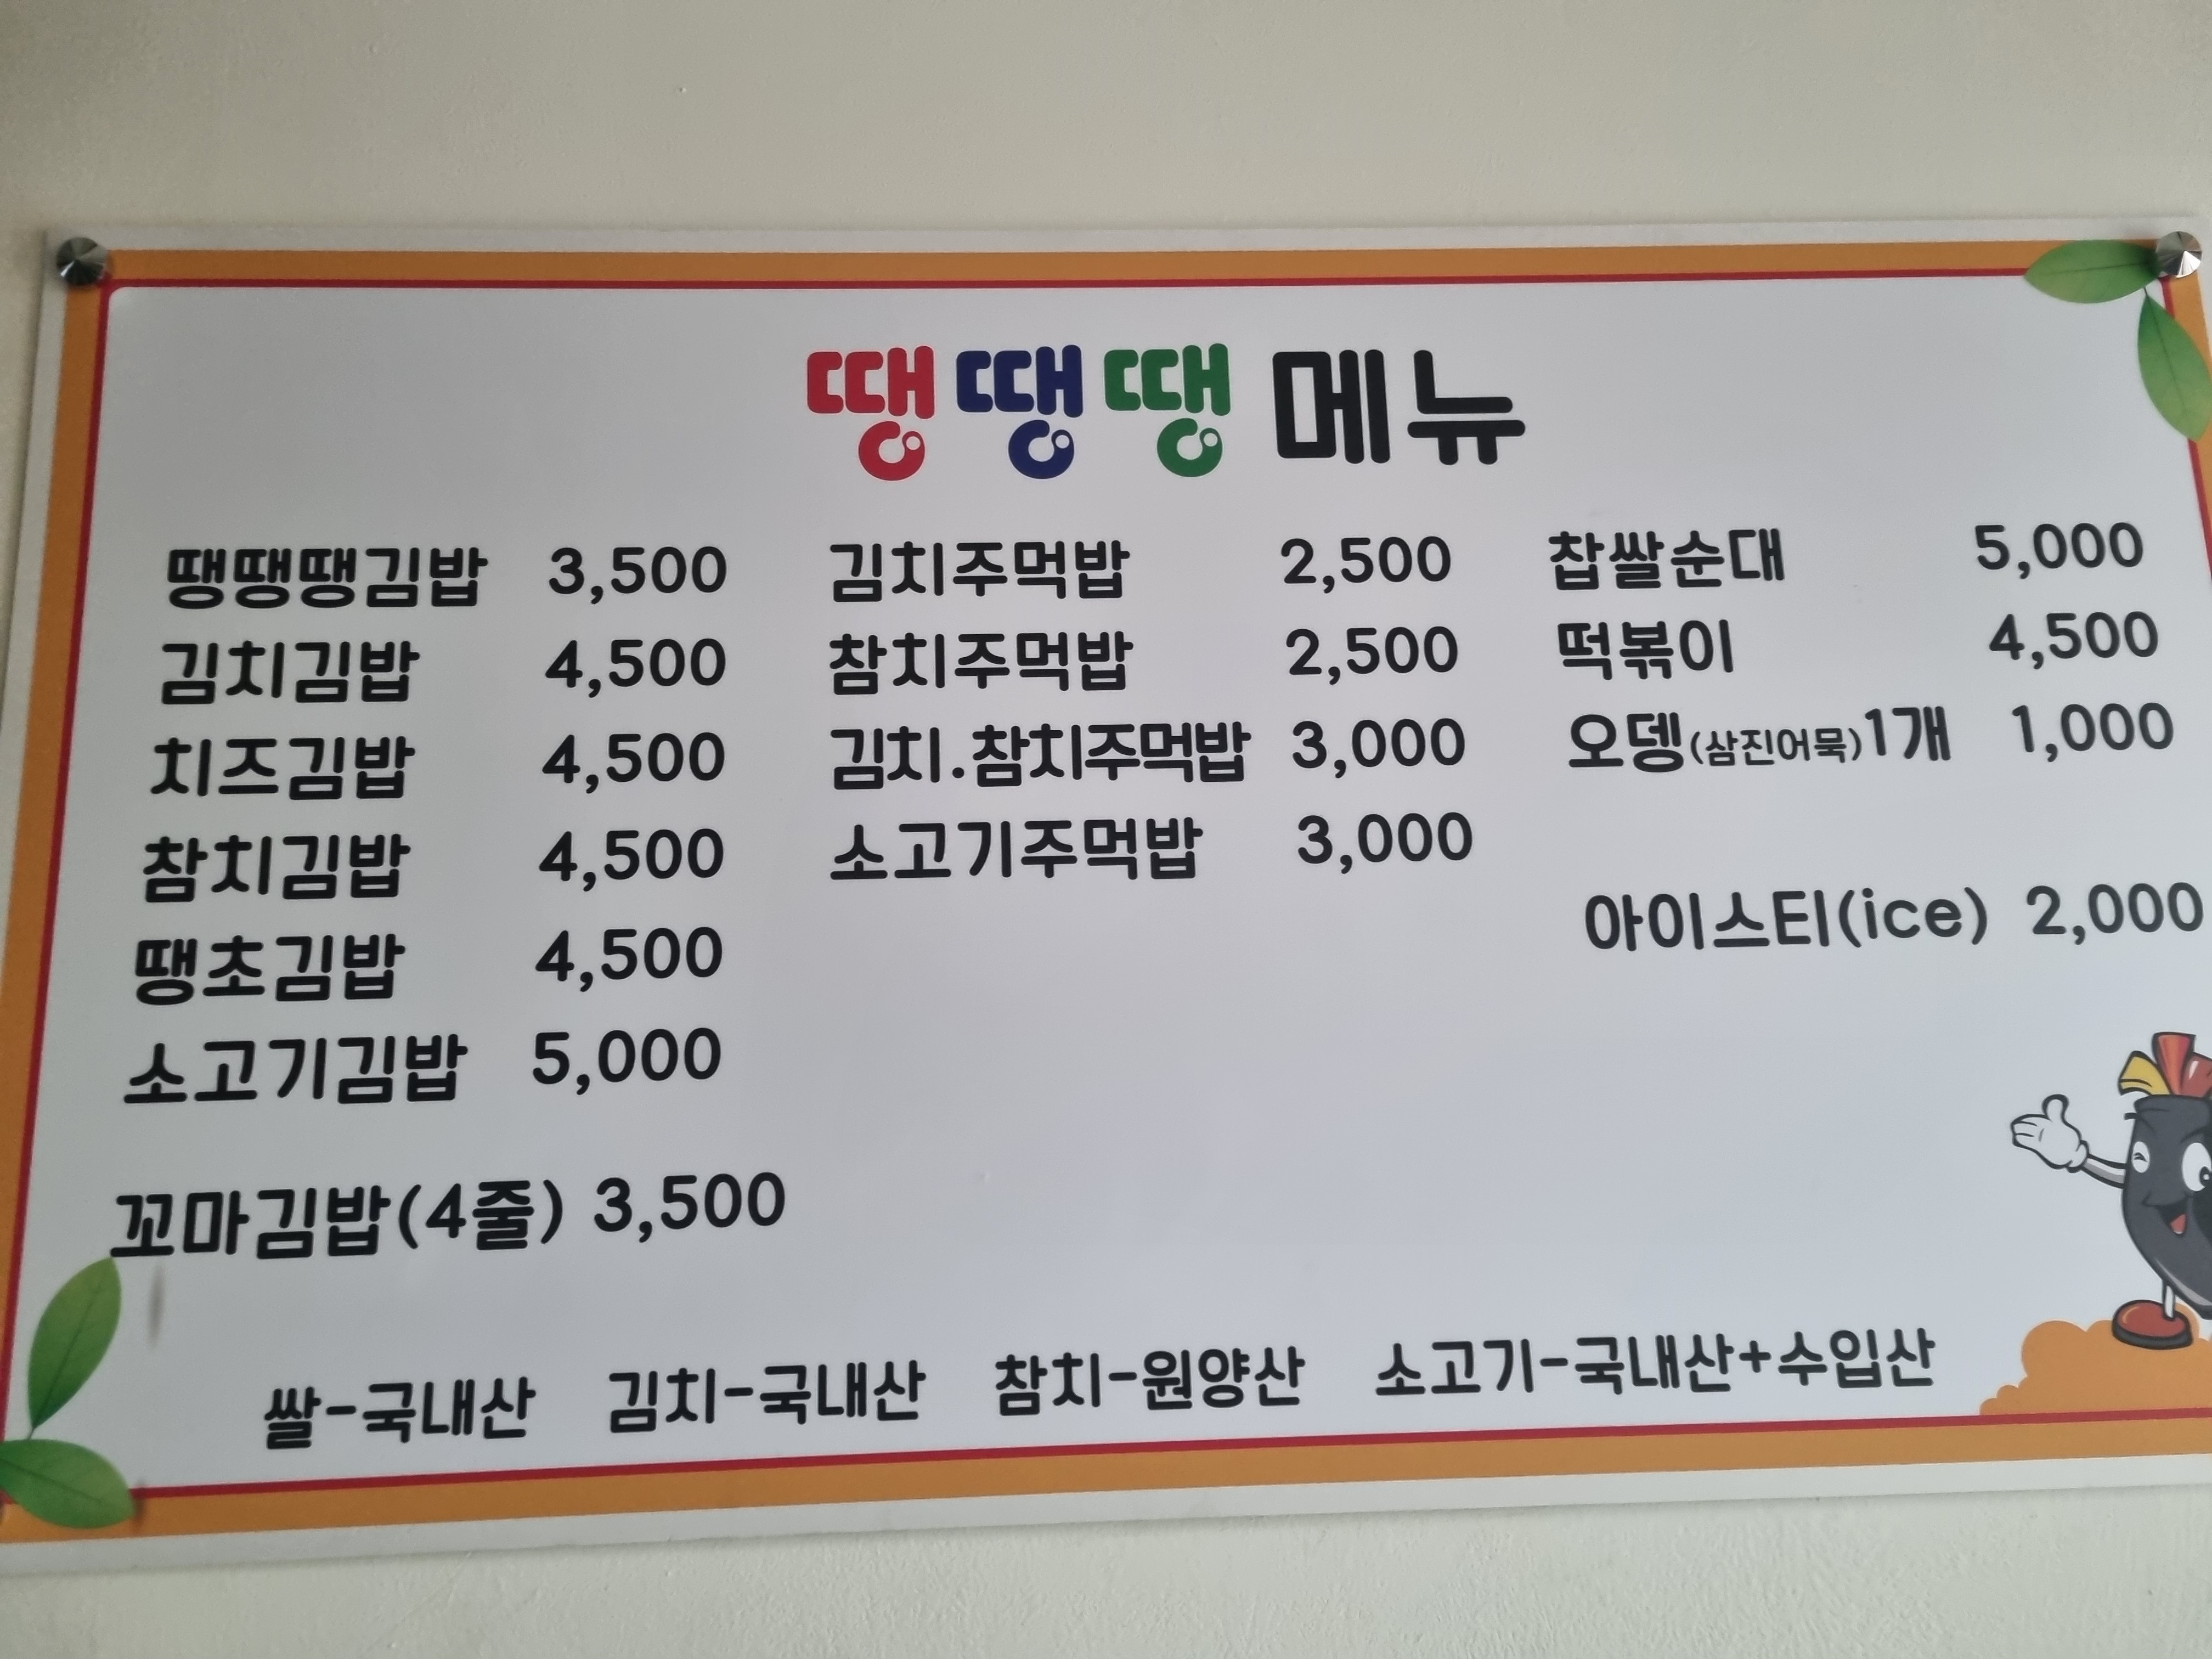 땡땡땡 메뉴
땡땡땡김밥 3,500
김치김밥 4,500
치즈김밥 4,500
참치김밥 4,500
땡초김밥 4,500
소고기김밥 5,000
꼬마김밥(4줄) 3,500
김치주먹밥 2,500
참치주먹밥 2,500
김치.참치주먹밥 3,000
소고기주먹밥 3,000
찹쌀순대 5,000
떡볶이 4,500
오뎅(삼진어묵)1개 1,000
아이스티(ice) 2,000
쌀-국내산 김치-국내산 참치-원양산 소고기-국내산+수입산